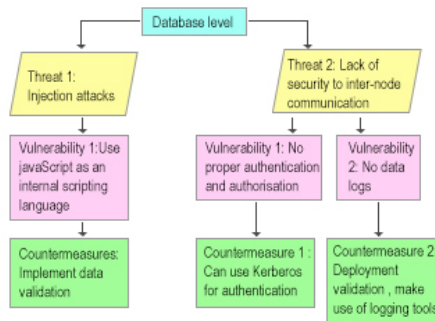 Database level
Threat 1:
Injection attacks
Threat 2: Lack of
security to inter-node
communication
Vulnerability 1:Use
javaScript as an
internal scripting
language
Vulnerability 1: No
proper authentication
and authorisation
Vulnerability
2: No data
logs
Countermeasures:
Implement data
validation
Countermeasure 1 :
Can use Kerberos
for authentication
Countermeasure 2:
Deployment
validation , make
use of logging tools